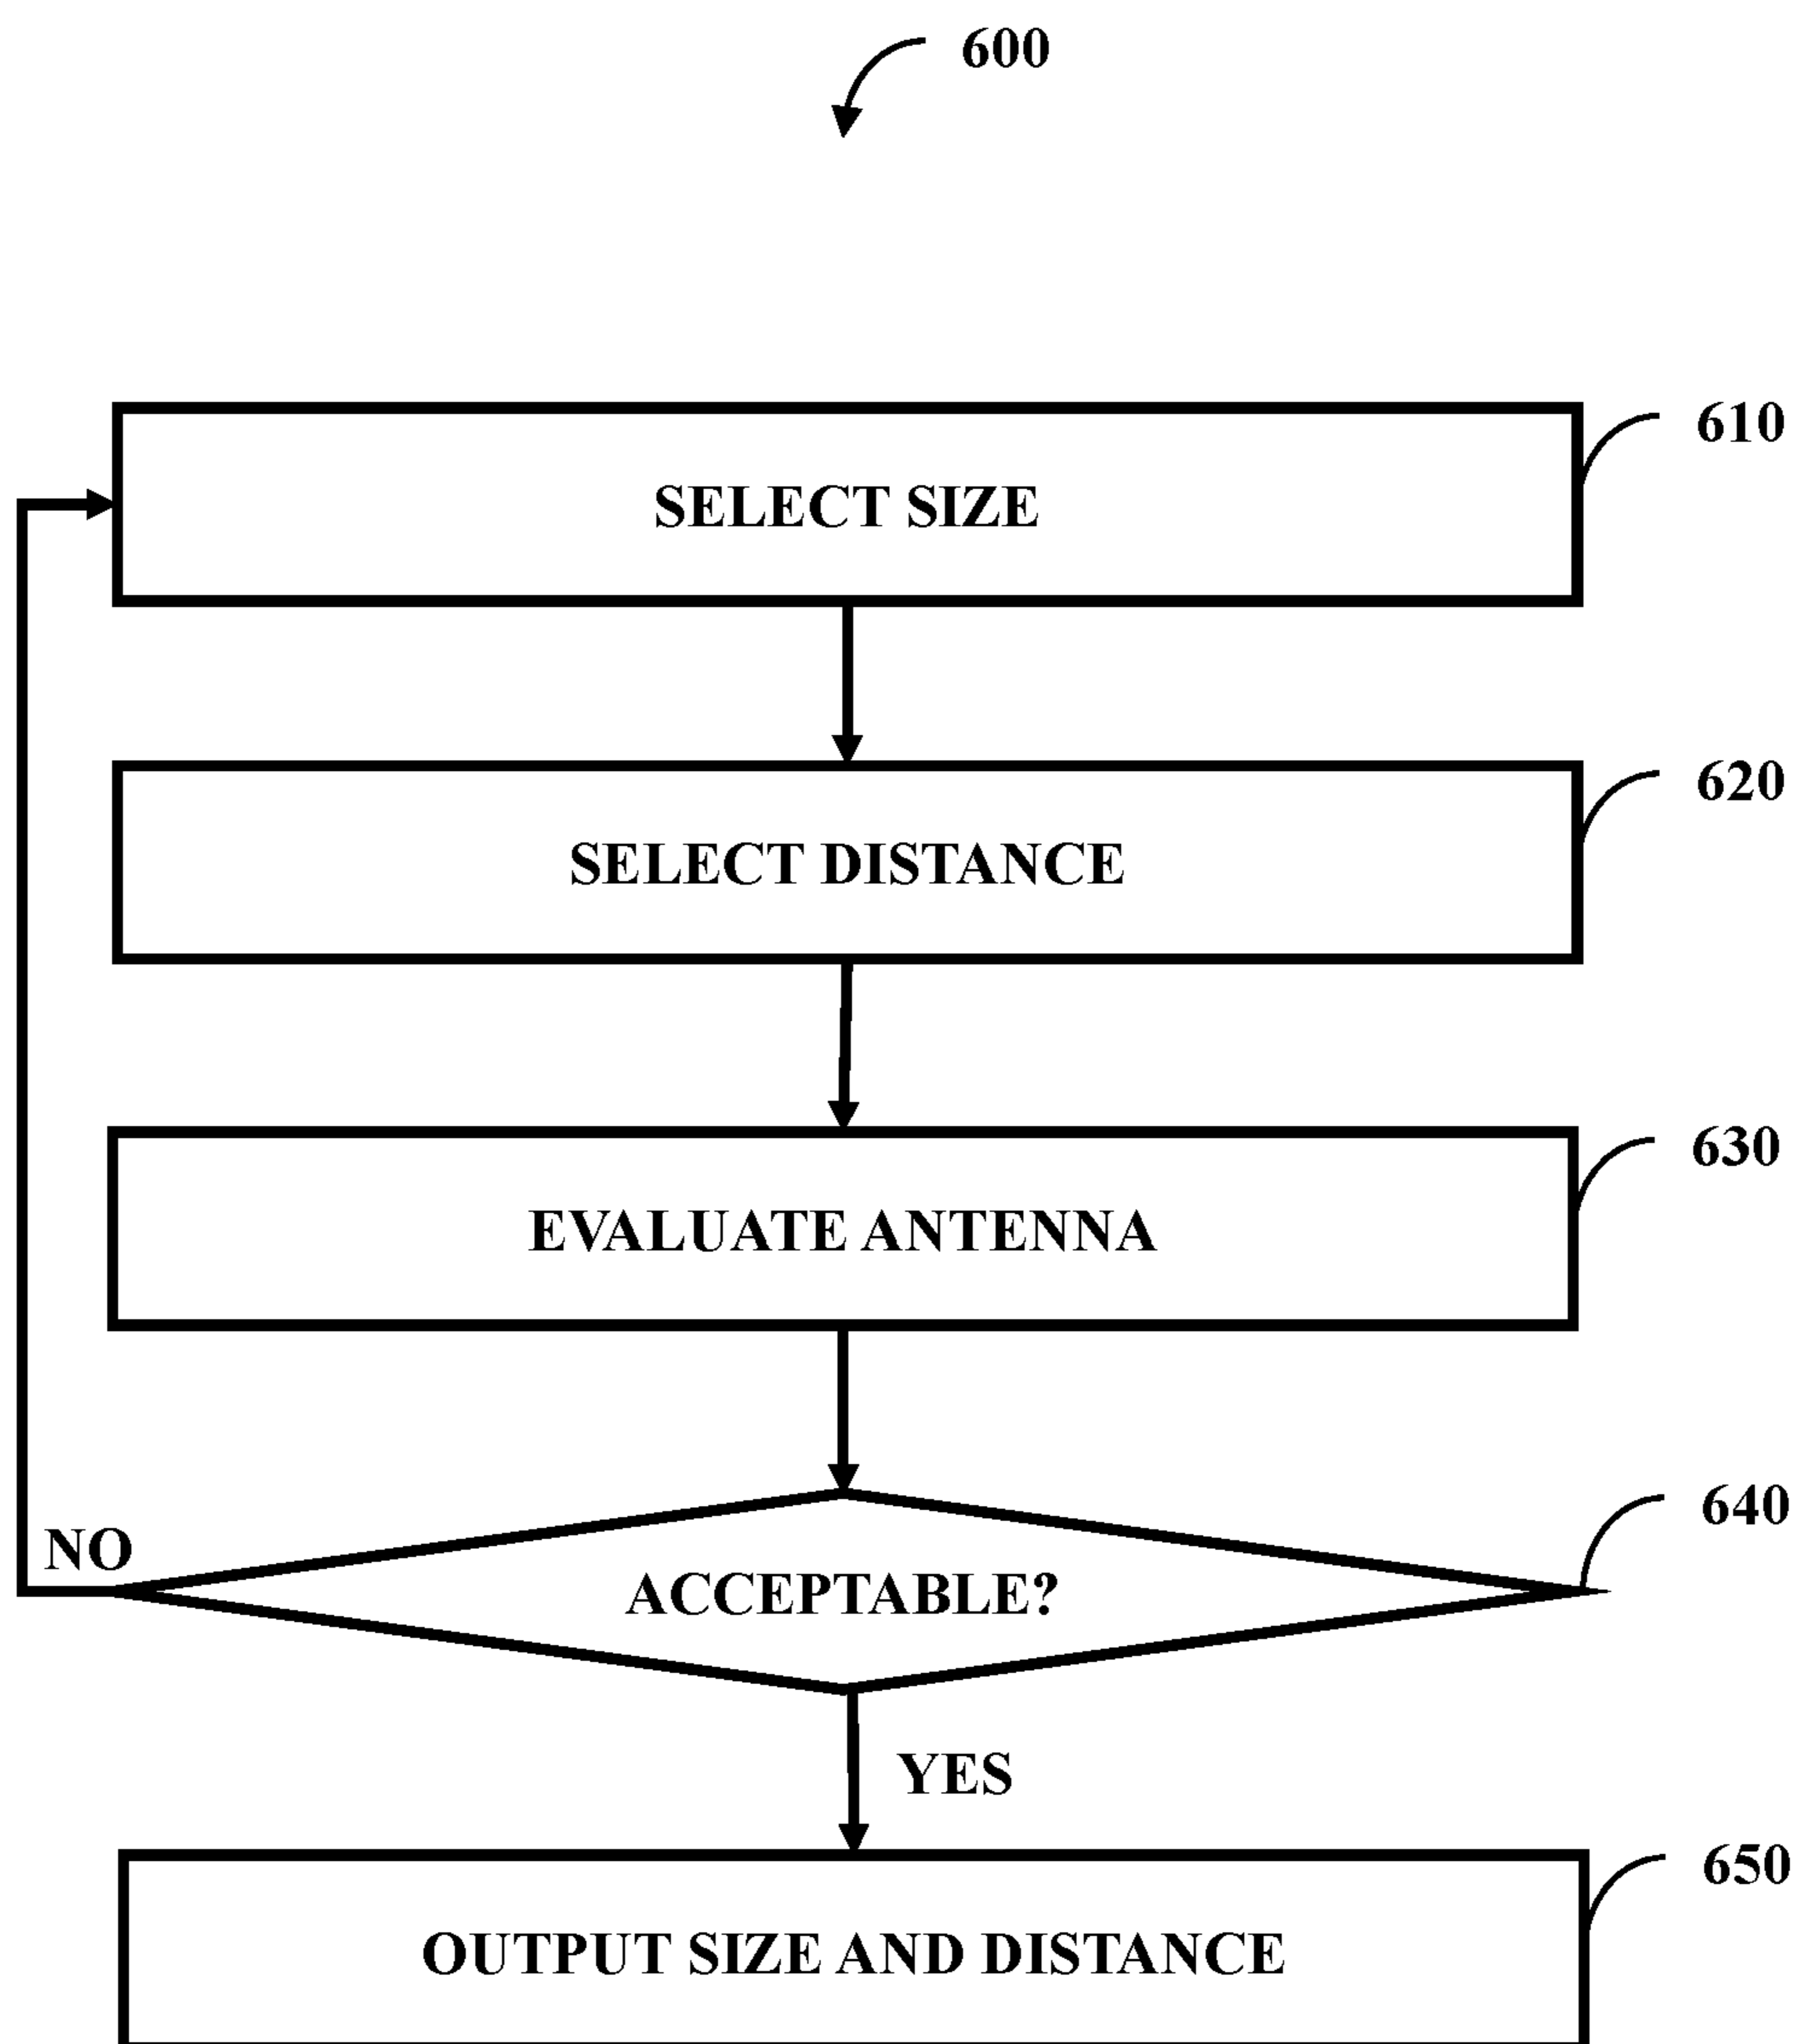 600
610
SELECT SIZE
620
SELECT DISTANCE
630
EVALUATE ANTENNA
640
NO
ACCEPTABLE?
YES
650
OUTPUT SIZE AND DISTANCE